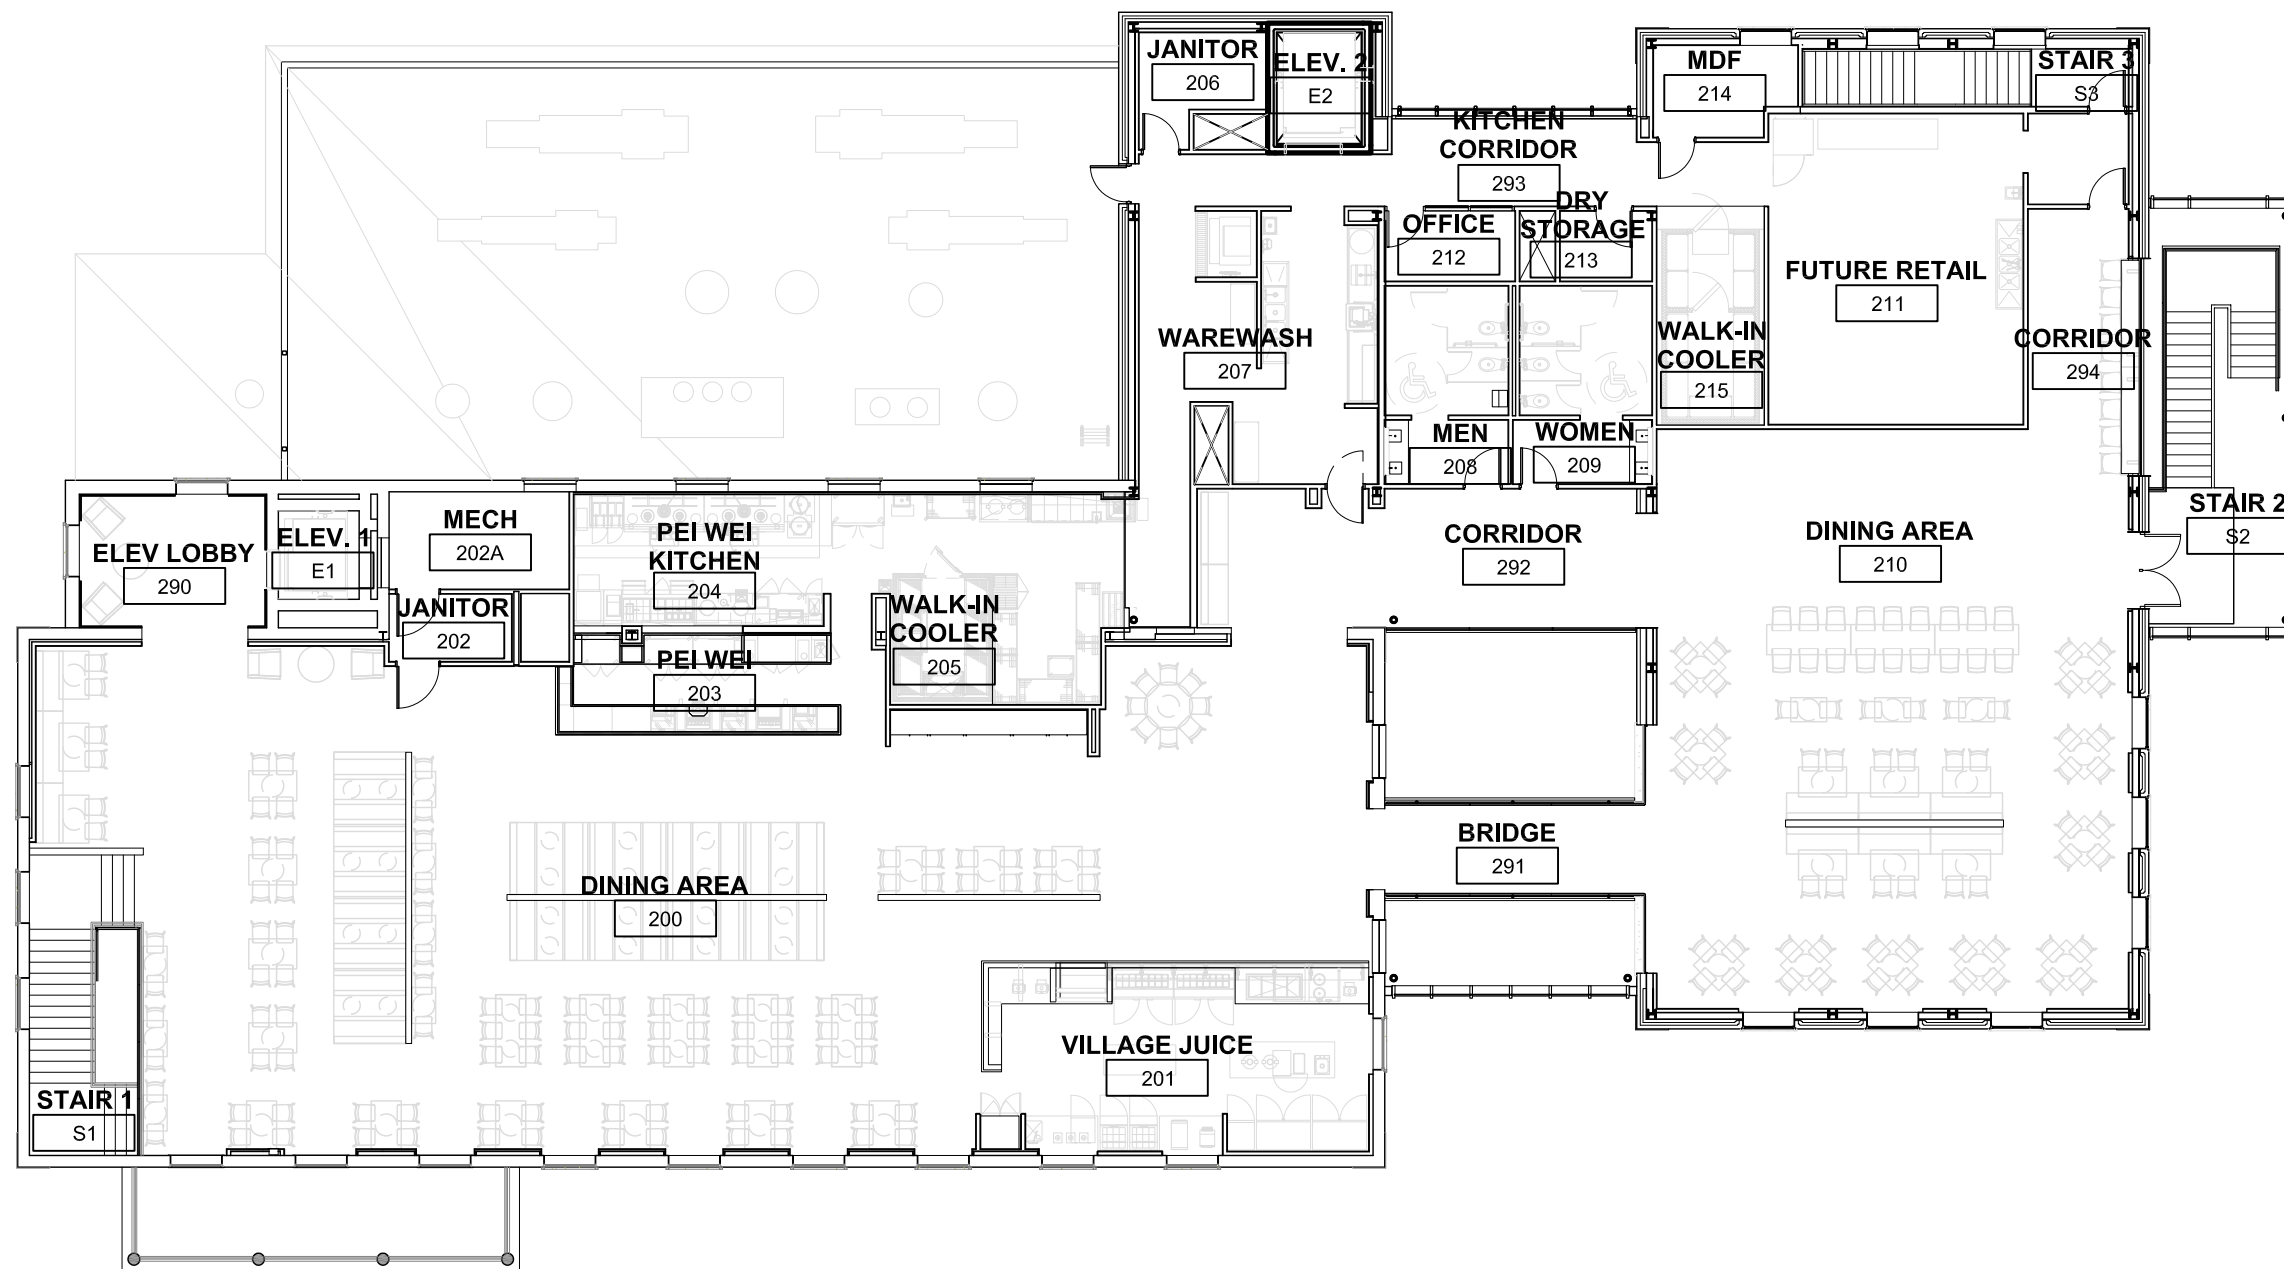 JANITOR
206
ELEV. 2
E2
MDF
214
STAIR 3
S3
KITCHEN
CORRIDOR
293
DRY
STORAGE
213
OFFICE
212
FUTURE RETAIL
211
WAREWASH
207
WALK-IN
COOLER
215
CORRIDOR
294
MEN
208
WOMEN
209
STAIR 2
S2
ELEV LOBBY
290
ELEV. 1
E1
MECH
202A
PEI WEI
KITCHEN
204
CORRIDOR
292
DINING AREA
210
JANITOR
202
WALK-IN
COOLER
205
PEI WEI
203
BRIDGE
291
DINING AREA
200
VILLAGE JUICE
201
STAIR 1
S1